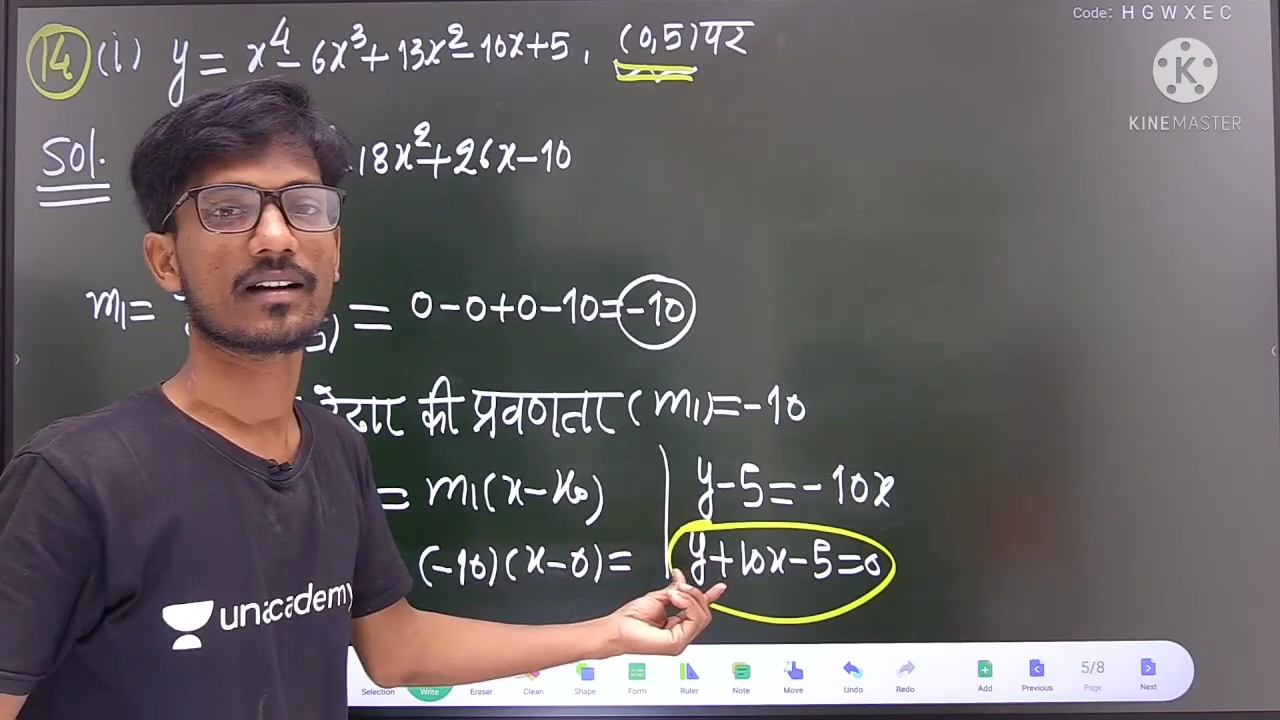 Code: H G W X E C
14 (i) y = x⁴ - 6x³ + 13x² - 10x + 5, (0,5) पर
KINEMASTER
Sol.
18x² + 26x - 10
m₁ = = 0 - 0 + 0 - 10 = -10
की प्रवणता (m₁) = -10
= m₁(x - x₀)
y - 5 = -10x
(-10)(x - 0) =
y + 10x - 5 = 0
unacademy
Selection Write Eraser Clean Shape Form Ruler Note Move Undo Redo Add Previous 5/8 Page Next